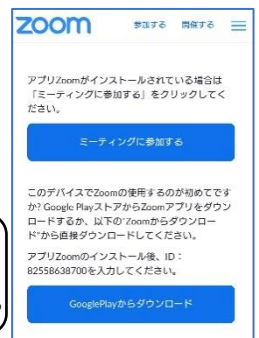 zoom 参加する 開催する
アプリZoomがインストールされている場合は
「ミーティングに参加する」をクリックしてく
ださい。
ミーティングに参加する
このデバイスでZoomの使用するのが初めてです
か? Google PlayストアからZoomアプリをダウン
ロードするか、以下の"Zoomからダウンロー
ド"から直接ダウンロードしてください。
アプリZoomのインストール後、ID：
82558638700を入力してください。
GooglePlayからダウンロード